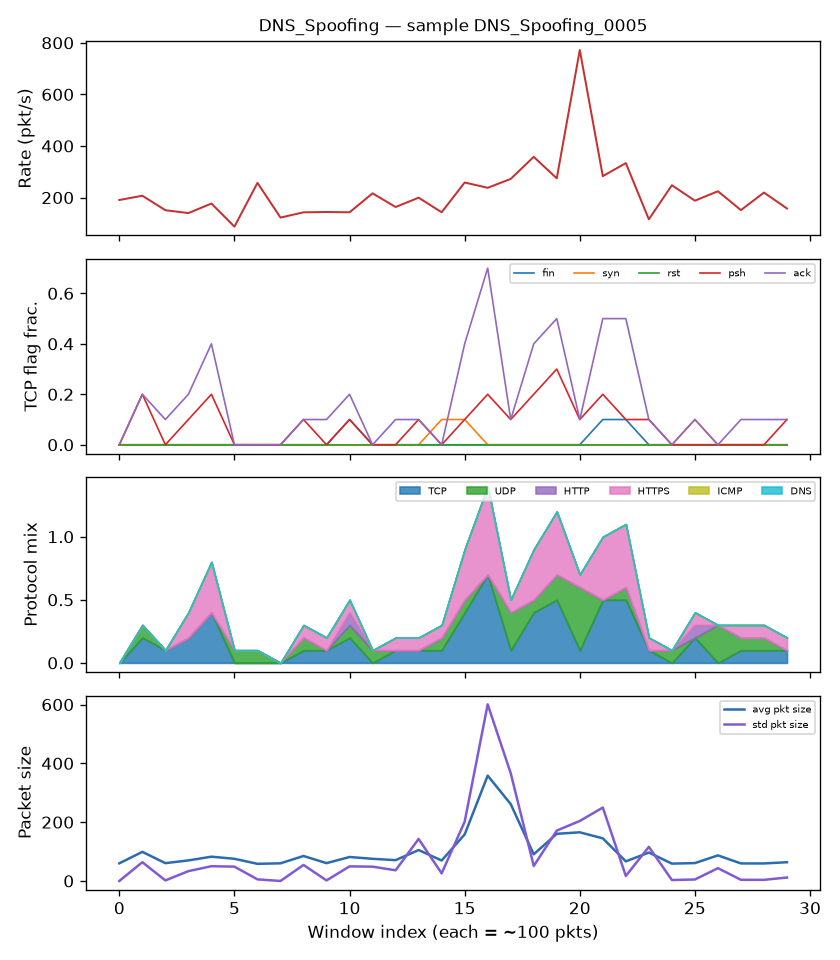 DNS_Spoofing — sample DNS_Spoofing_0005
Rate (pkt/s)
800
600
400
200
TCP flag frac.
0.6
0.4
0.2
0.0
fin syn rst psh ack
Protocol mix
1.0
0.5
0.0
TCP UDP HTTP HTTPS ICMP DNS
Packet size
600
400
200
0
avg pkt size
std pkt size
0 5 10 15 20 25 30
Window index (each = ~100 pkts)